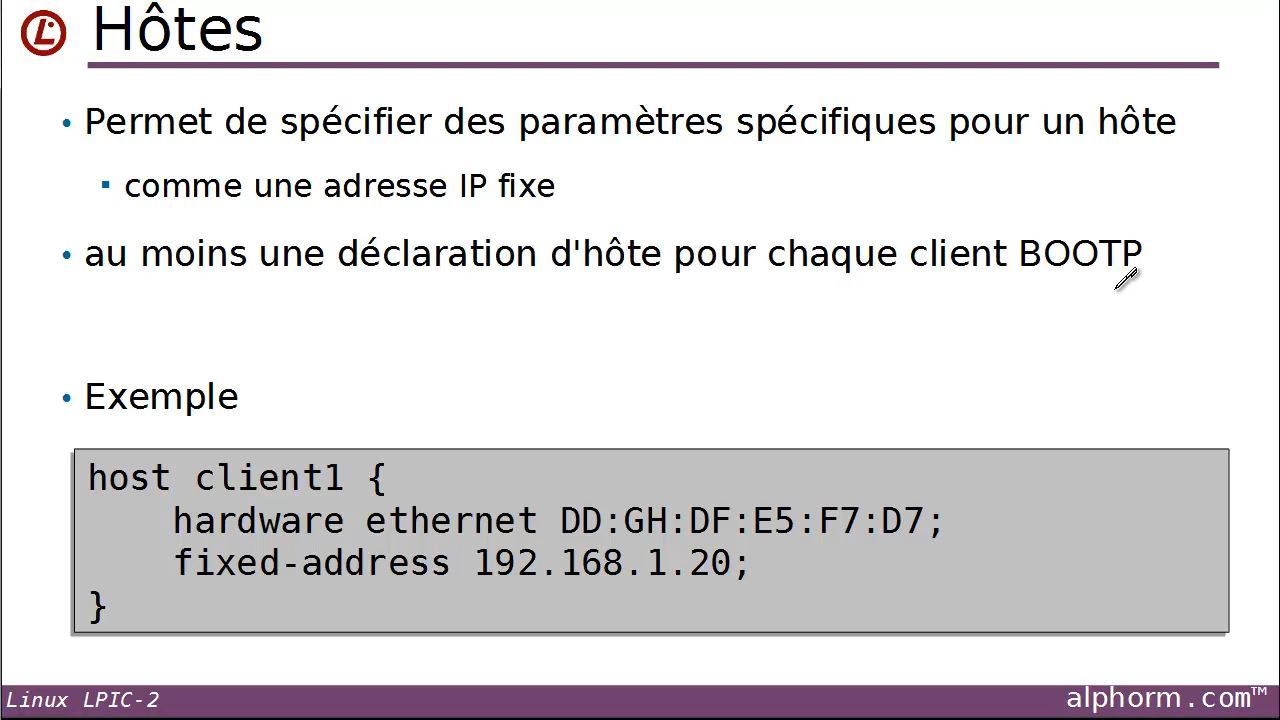 Hôtes
• Permet de spécifier des paramètres spécifiques pour un hôte
▪ comme une adresse IP fixe
• au moins une déclaration d'hôte pour chaque client BOOTP
• Exemple
host client1 {
    hardware ethernet DD:GH:DF:E5:F7:D7;
    fixed-address 192.168.1.20;
}
Linux LPIC-2
alphorm.com™